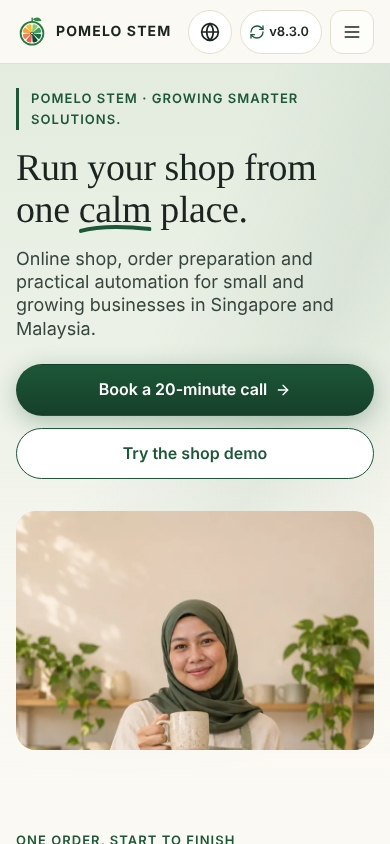 POMELO STEM
v8.3.0
POMELO STEM · GROWING SMARTER
SOLUTIONS.
Run your shop from
one calm place.
Online shop, order preparation and
practical automation for small and
growing businesses in Singapore and
Malaysia.
Book a 20-minute call →
Try the shop demo
ONE ORDER, START TO FINISH